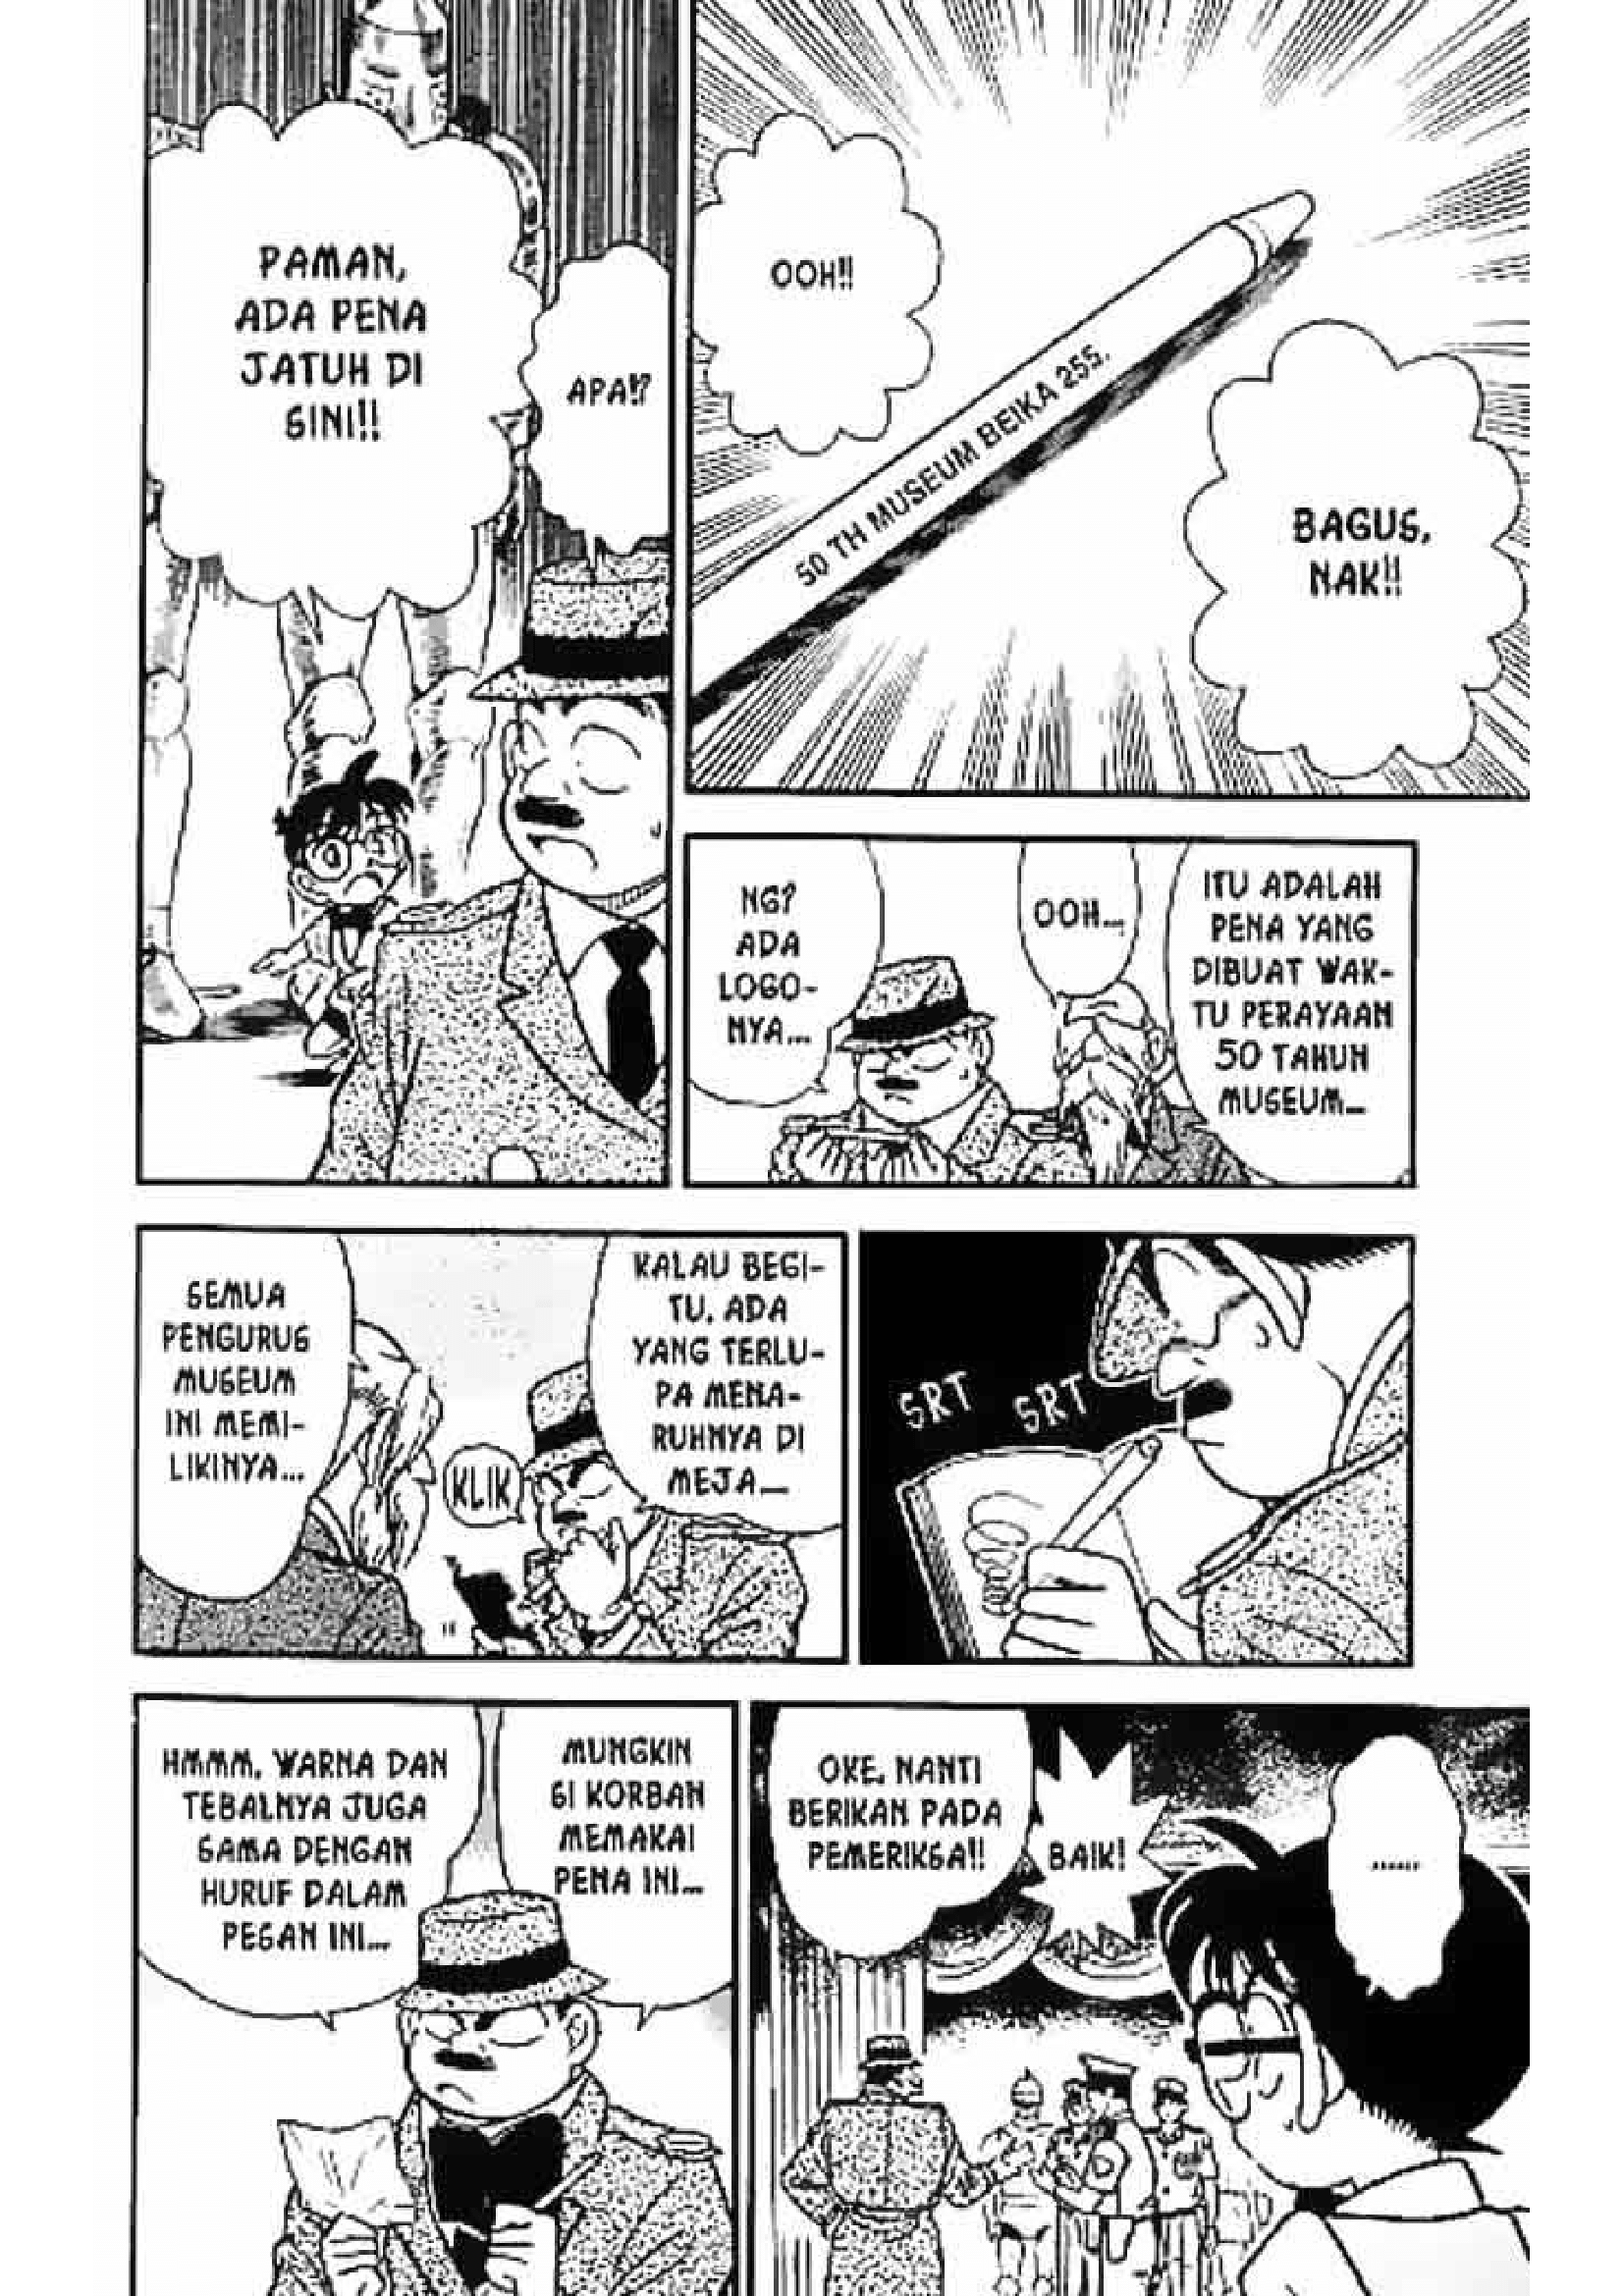 PAMAN,
ADA PENA
JATUH DI
SINI!!
APA!?
OOH!!
50 TH MUSEUM BEIKA 255.
BAGUS,
NAK!!
NG?
ADA
LOGO-
NYA...
OOH...
ITU ADALAH
PENA YANG
DIBUAT WAK-
TU PERAYAAN
50 TAHUN
MUSEUM...
SEMUA
PENGURUS
MUSEUM
INI MEMI-
LIKINYA...
KLIK
KALAU BEGI-
TU, ADA
YANG TERLU-
PA MENA-
RUHNYA DI
MEJA...
SRT SRT
HMMM, WARNA DAN
TEBALNYA JUGA
SAMA DENGAN
HURUF DALAM
PESAN INI...
MUNGKIN
SI KORBAN
MEMAKAI
PENA INI...
OKE, NANTI
BERIKAN PADA
PEMERIKSA!!
BAIK!
......